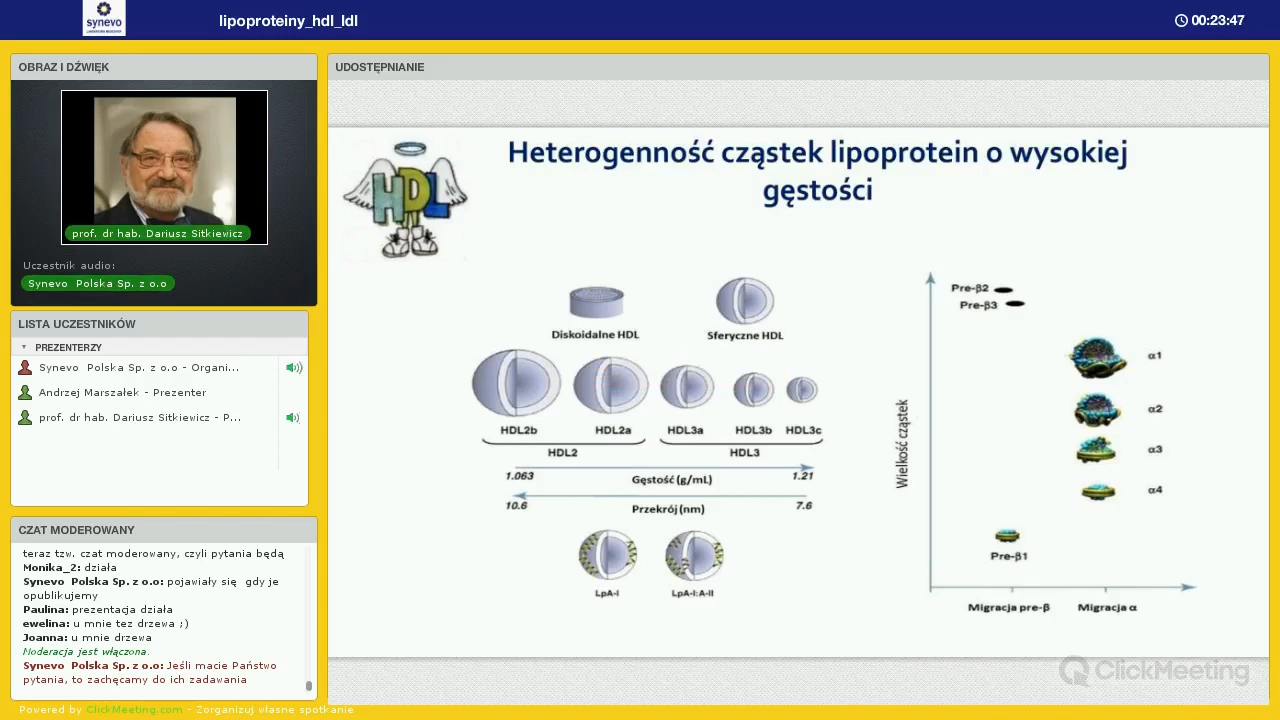 synevo
lipoproteiny_hdl_ldl
00:23:47
OBRAZ I DŹWIĘK
prof. dr hab. Dariusz Sitkiewicz
Uczestnik audio:
Synevo Polska Sp. z o.o
LISTA UCZESTNIKÓW
PREZENTERZY
Synevo Polska Sp. z o.o - Organi...
Andrzej Marszałek - Prezenter
prof. dr hab. Dariusz Sitkiewicz - P...
CZAT MODEROWANY
teraz tzw. czat moderowany, czyli pytania będą
Monika_2: działa
Synevo Polska Sp. z o.o: pojawiały się gdy je
opublikujemy
Paulina: prezentacja działa
ewelina: u mnie tez drzewa ;)
Joanna: u mnie drzewa
Moderacja jest włączona.
Synevo Polska Sp. z o.o: Jeśli macie Państwo
pytania, to zachęcamy do ich zadawania
Powered by ClickMeeting.com - Zorganizuj własne spotkanie
UDOSTĘPNIANIE
HDL
Heterogenność cząstek lipoprotein o wysokiej
gęstości
Diskoidalne HDL
Sferyczne HDL
HDL2b HDL2a HDL3a HDL3b HDL3c
HDL2 HDL3
1.063 Gęstość (g/mL) 1.21
10.6 Przekrój (nm) 7.6
LpA-I LpA-I:A-II
Wielkość cząstek
Pre-β2
Pre-β3
α1
α2
α3
α4
Pre-β1
Migracja pre-β Migracja α
ClickMeeting